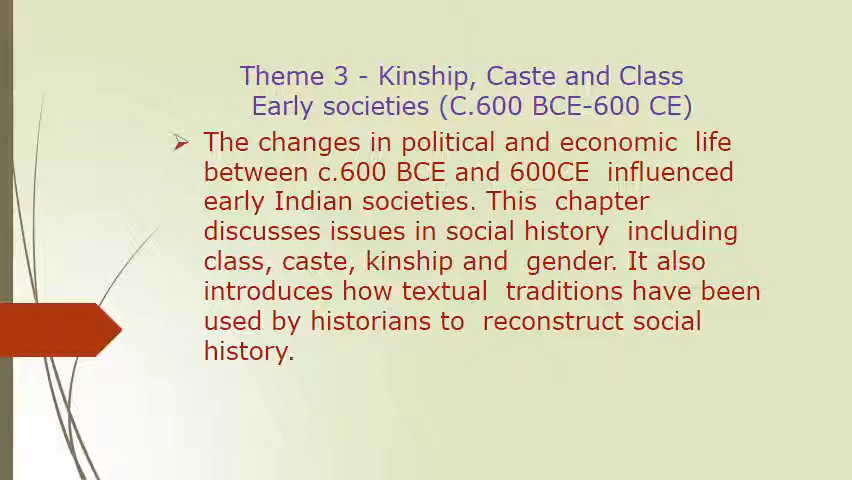 Theme 3 - Kinship, Caste and Class
Early societies (C.600 BCE-600 CE)
The changes in political and economic life
between c.600 BCE and 600CE influenced
early Indian societies. This chapter
discusses issues in social history including
class, caste, kinship and gender. It also
introduces how textual traditions have been
used by historians to reconstruct social
history.